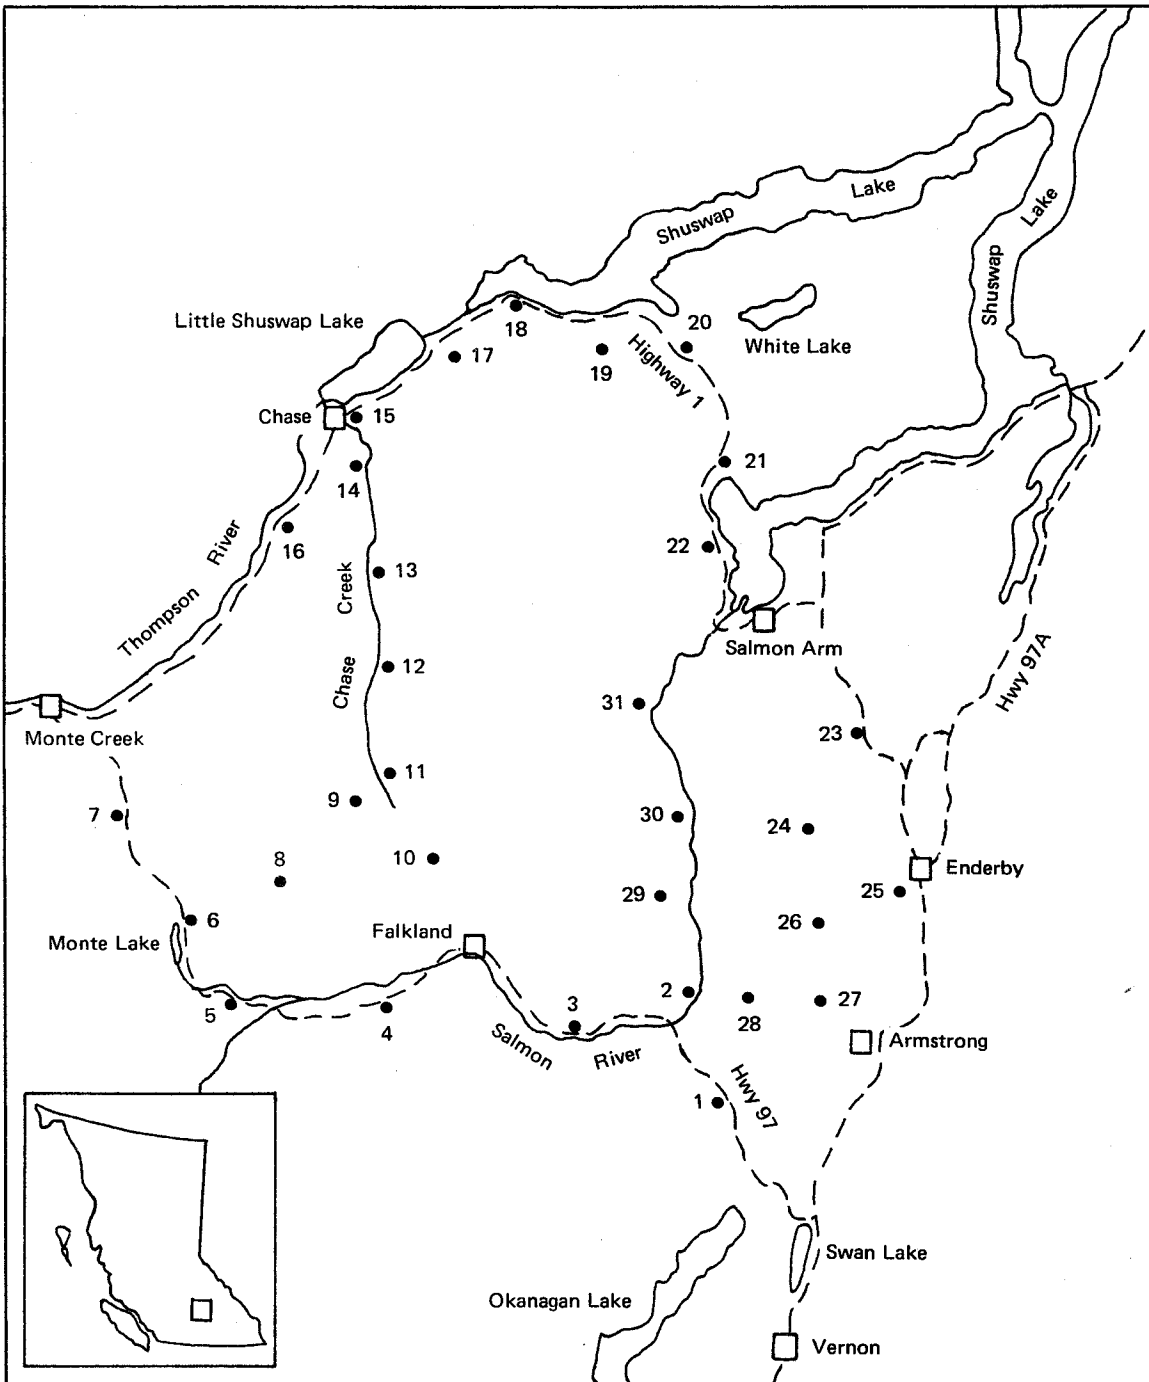 Shuswap Lake
Shuswap Lake
Little Shuswap Lake
18
20
White Lake
17
19
Highway 1
Chase
15
14
21
16
22
Thompson River
13
Chase Creek
12
Salmon Arm
31
Hwy 97A
Monte Creek
23
11
9
7
30
24
8
10
Enderby
29
25
6
26
Falkland
Monte Lake
5
4
3
2
28
27
Salmon River
Armstrong
1
Hwy 97
Swan Lake
Okanagan Lake
Vernon